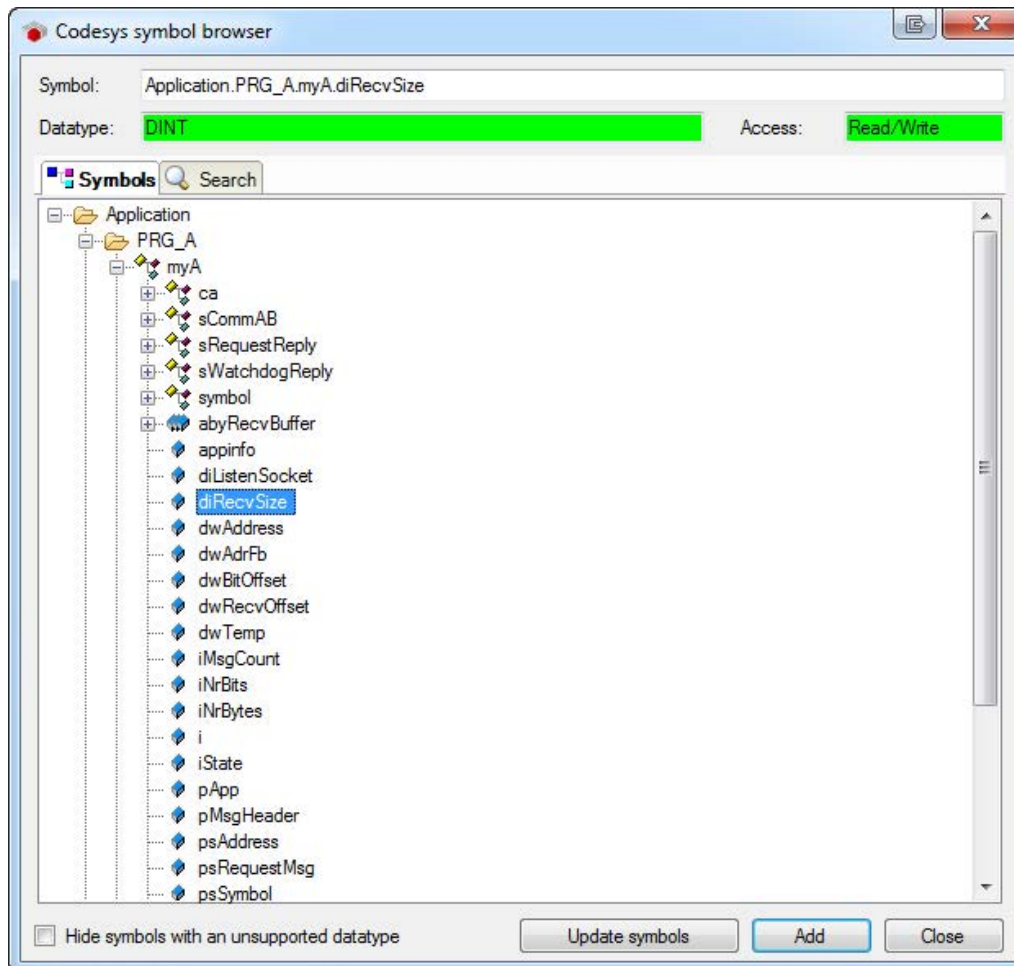 Codesys symbol browser
Symbol: Application.PRG_A.myA.diRecvSize
Datatype: DINT Access: Read/Write
Symbols Search
Application
PRG_A
myA
ca
sCommAB
sRequestReply
sWatchdogReply
symbol
abyRecvBuffer
appinfo
diListenSocket
diRecvSize
dwAddress
dwAdrFb
dwBitOffset
dwRecvOffset
dwTemp
iMsgCount
iNrBits
iNrBytes
i
iState
pApp
pMsgHeader
psAddress
psRequestMsg
psSymbol
Hide symbols with an unsupported datatype Update symbols Add Close